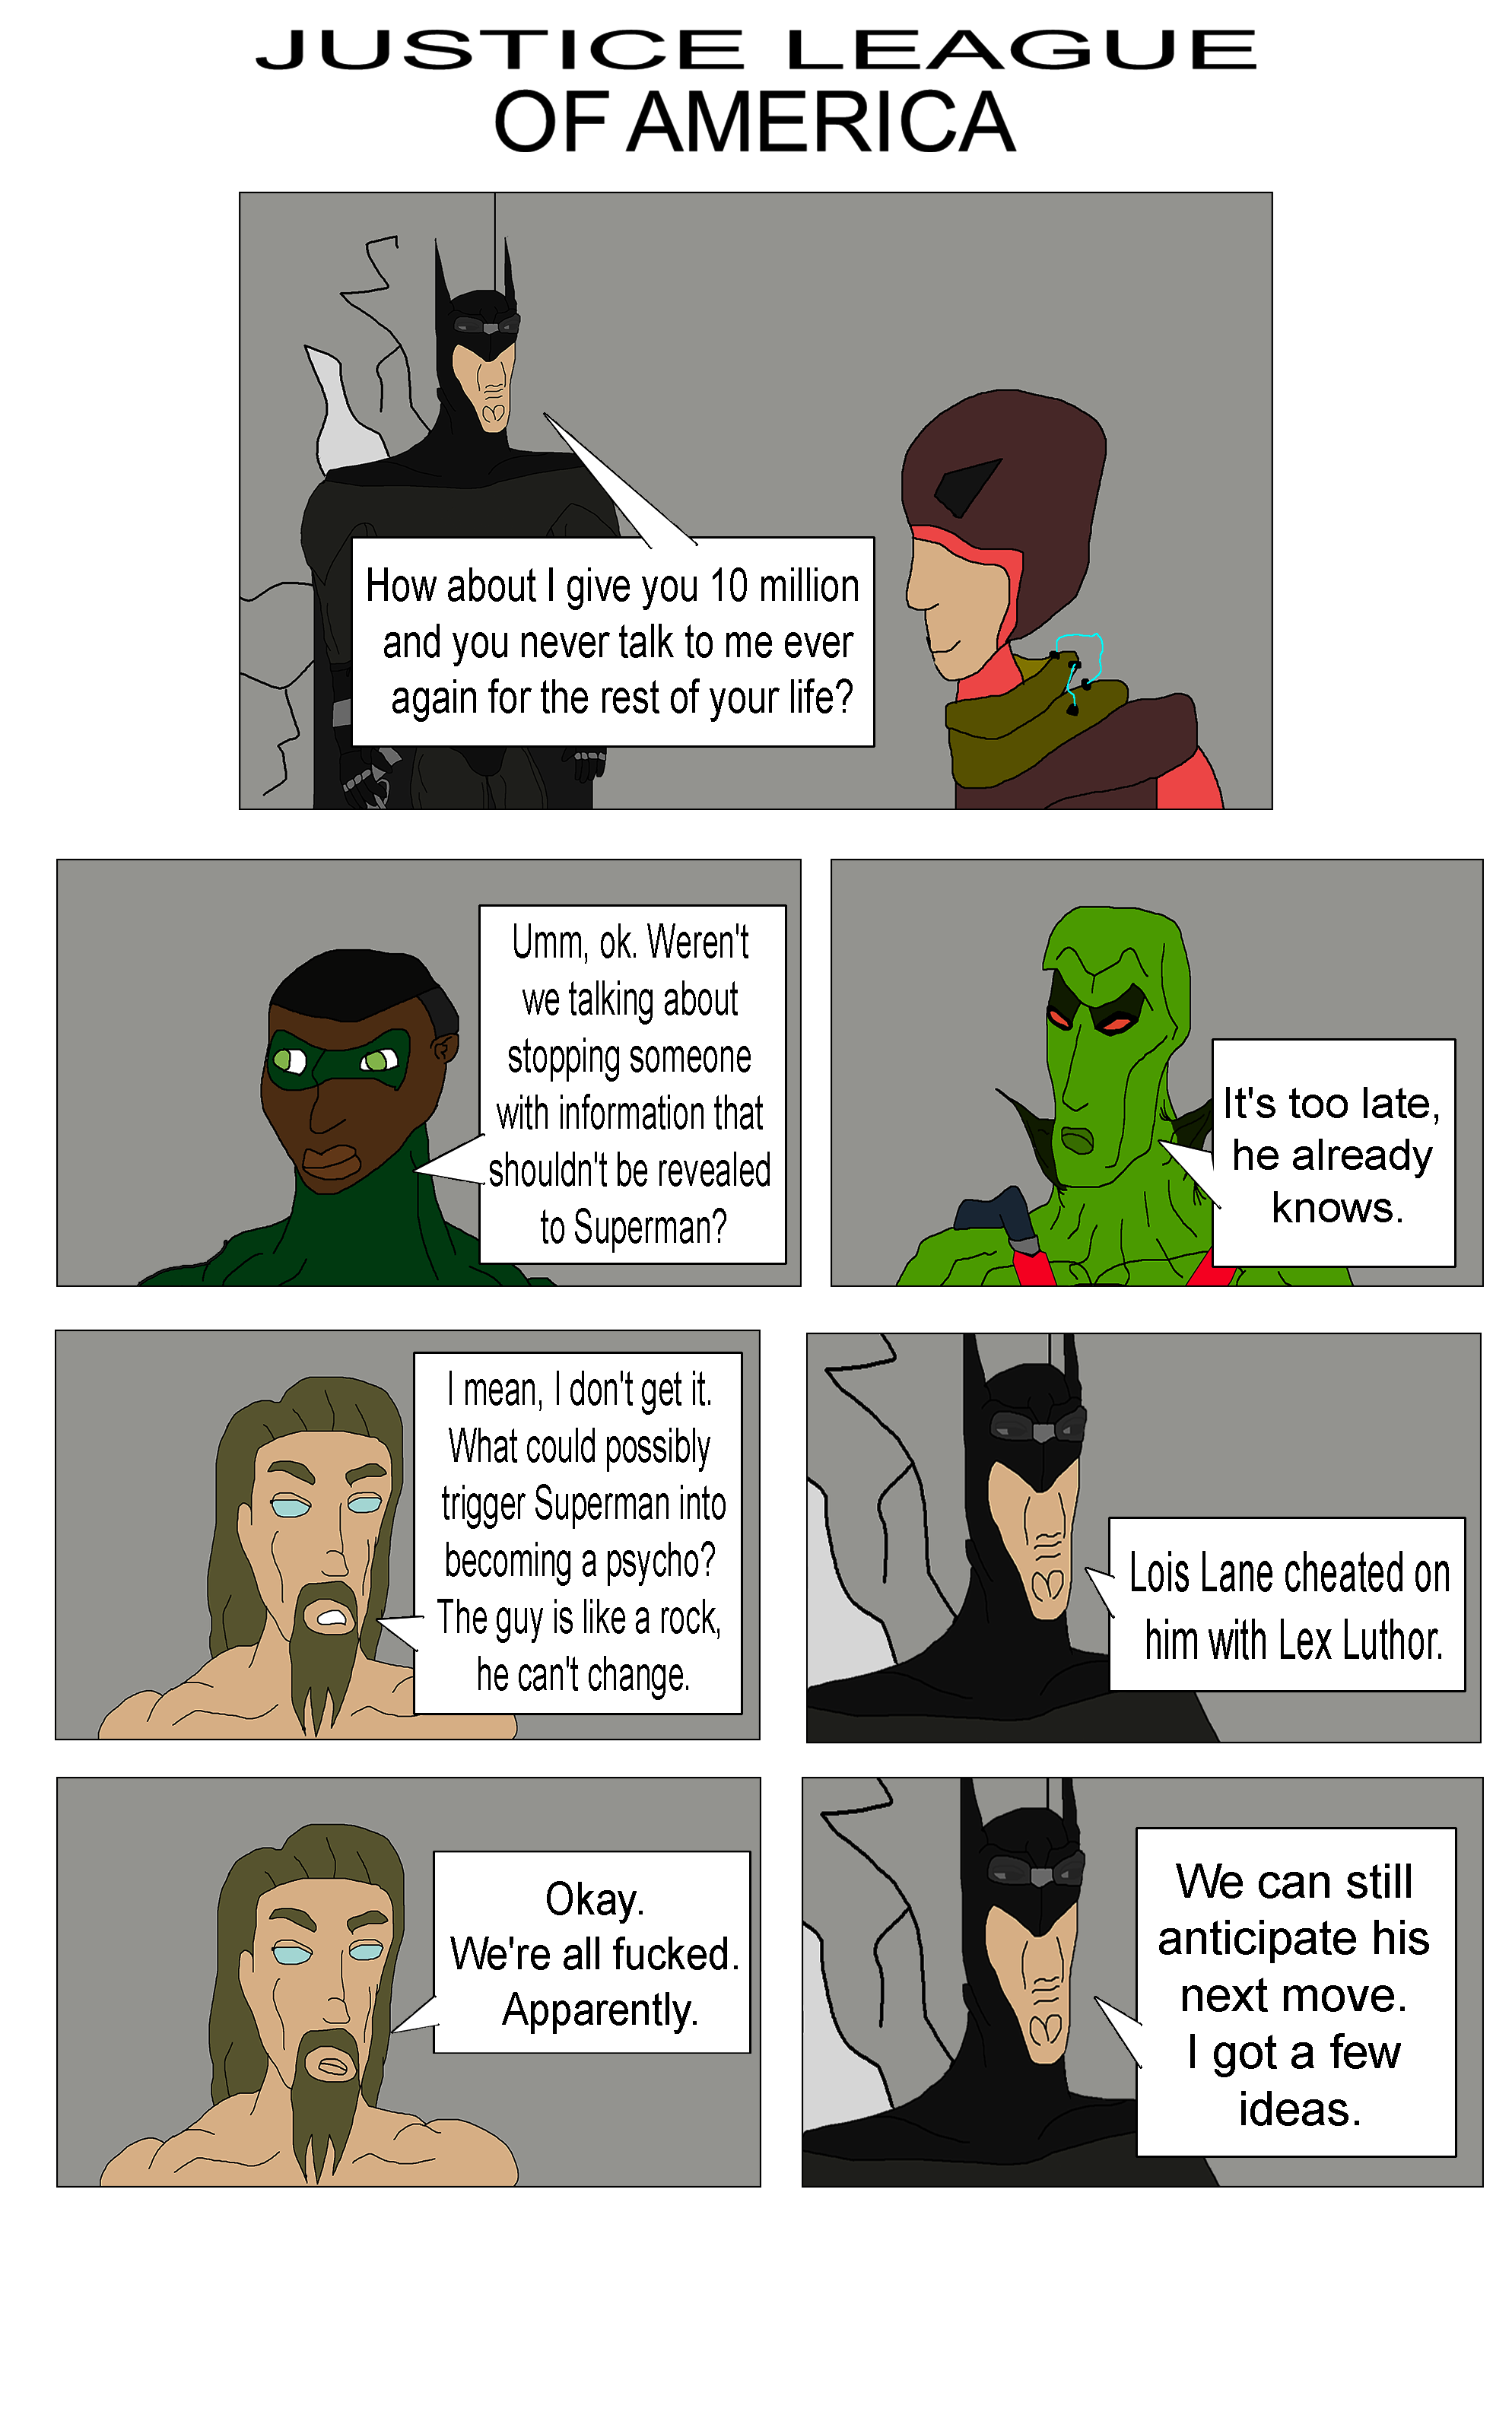 JUSTICE LEAGUE
OF AMERICA
How about I give you 10 million
and you never talk to me ever
again for the rest of your life?
Umm, ok. Weren't
we talking about
stopping someone
with information that
shouldn't be revealed
to Superman?
It's too late,
he already
knows.
I mean, I don't get it.
What could possibly
trigger Superman into
becoming a psycho?
The guy is like a rock,
he can't change.
Lois Lane cheated on
him with Lex Luthor.
Okay.
We're all fucked.
Apparently.
We can still
anticipate his
next move.
I got a few
ideas.